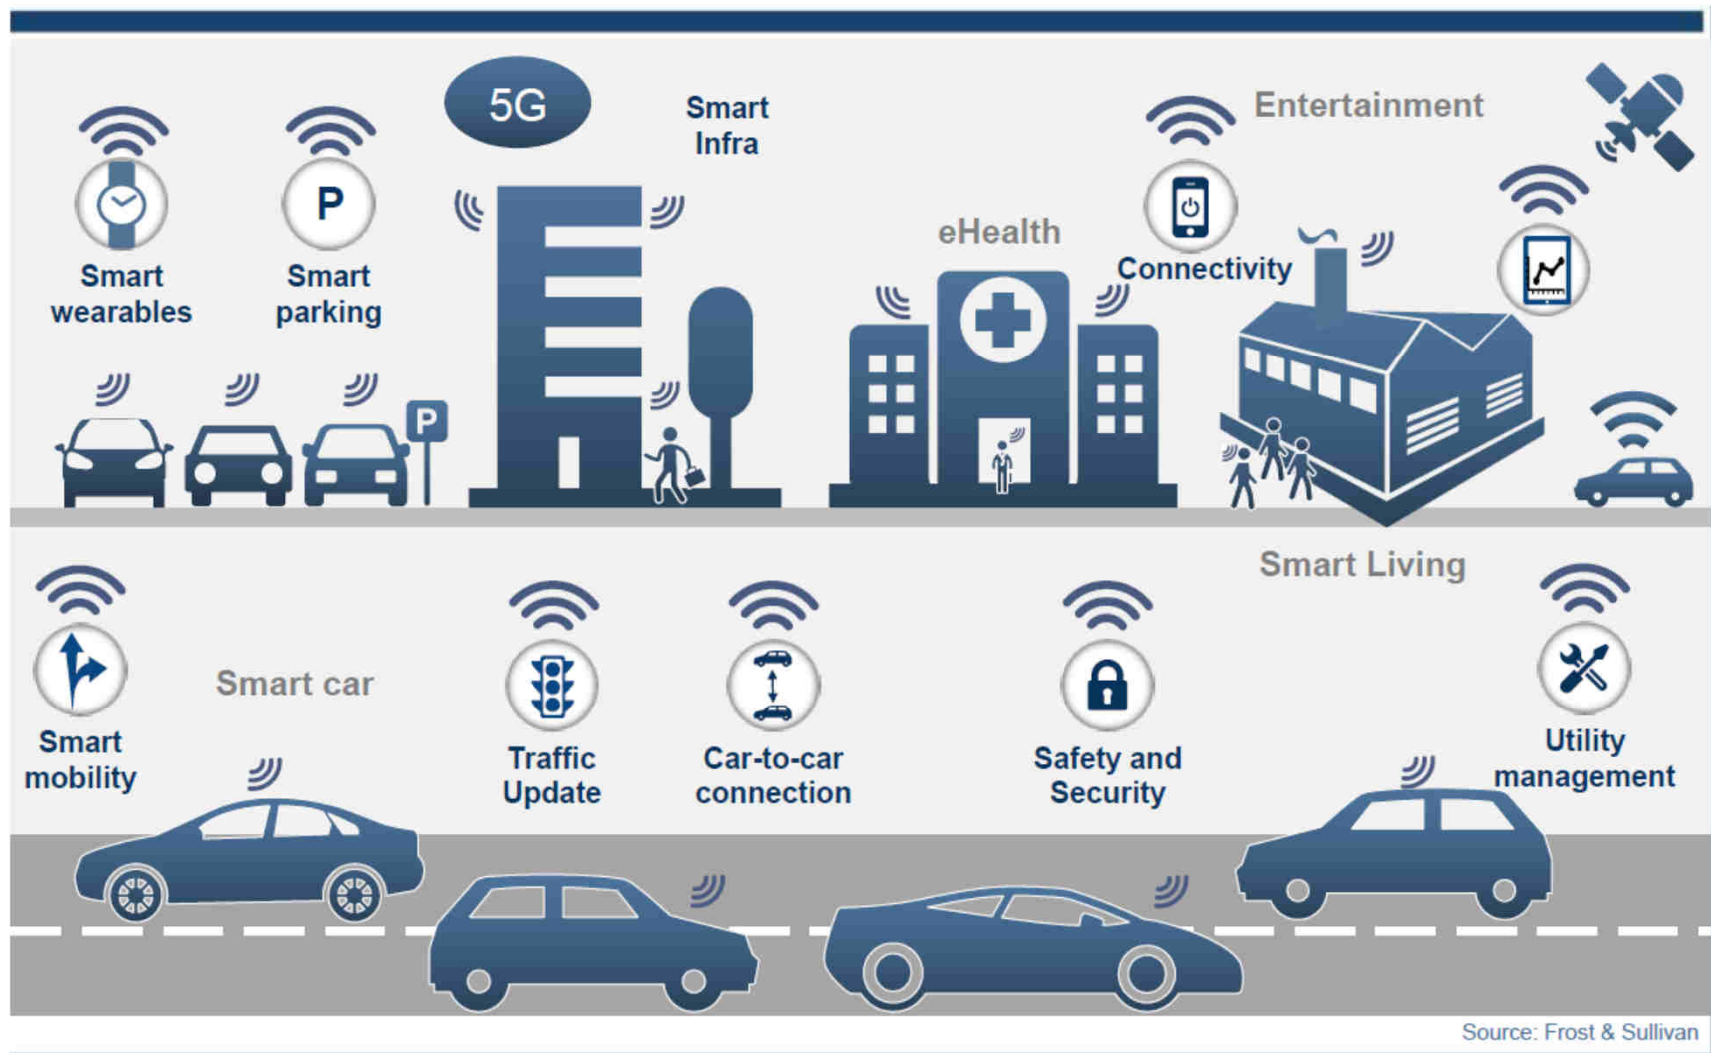 5G
Smart
Infra
Entertainment
P
Smart
wearables
Smart
parking
eHealth
Connectivity
P
Smart Living
Smart car
Smart
mobility
Traffic
Update
Car-to-car
connection
Safety and
Security
Utility
management
Source: Frost & Sullivan